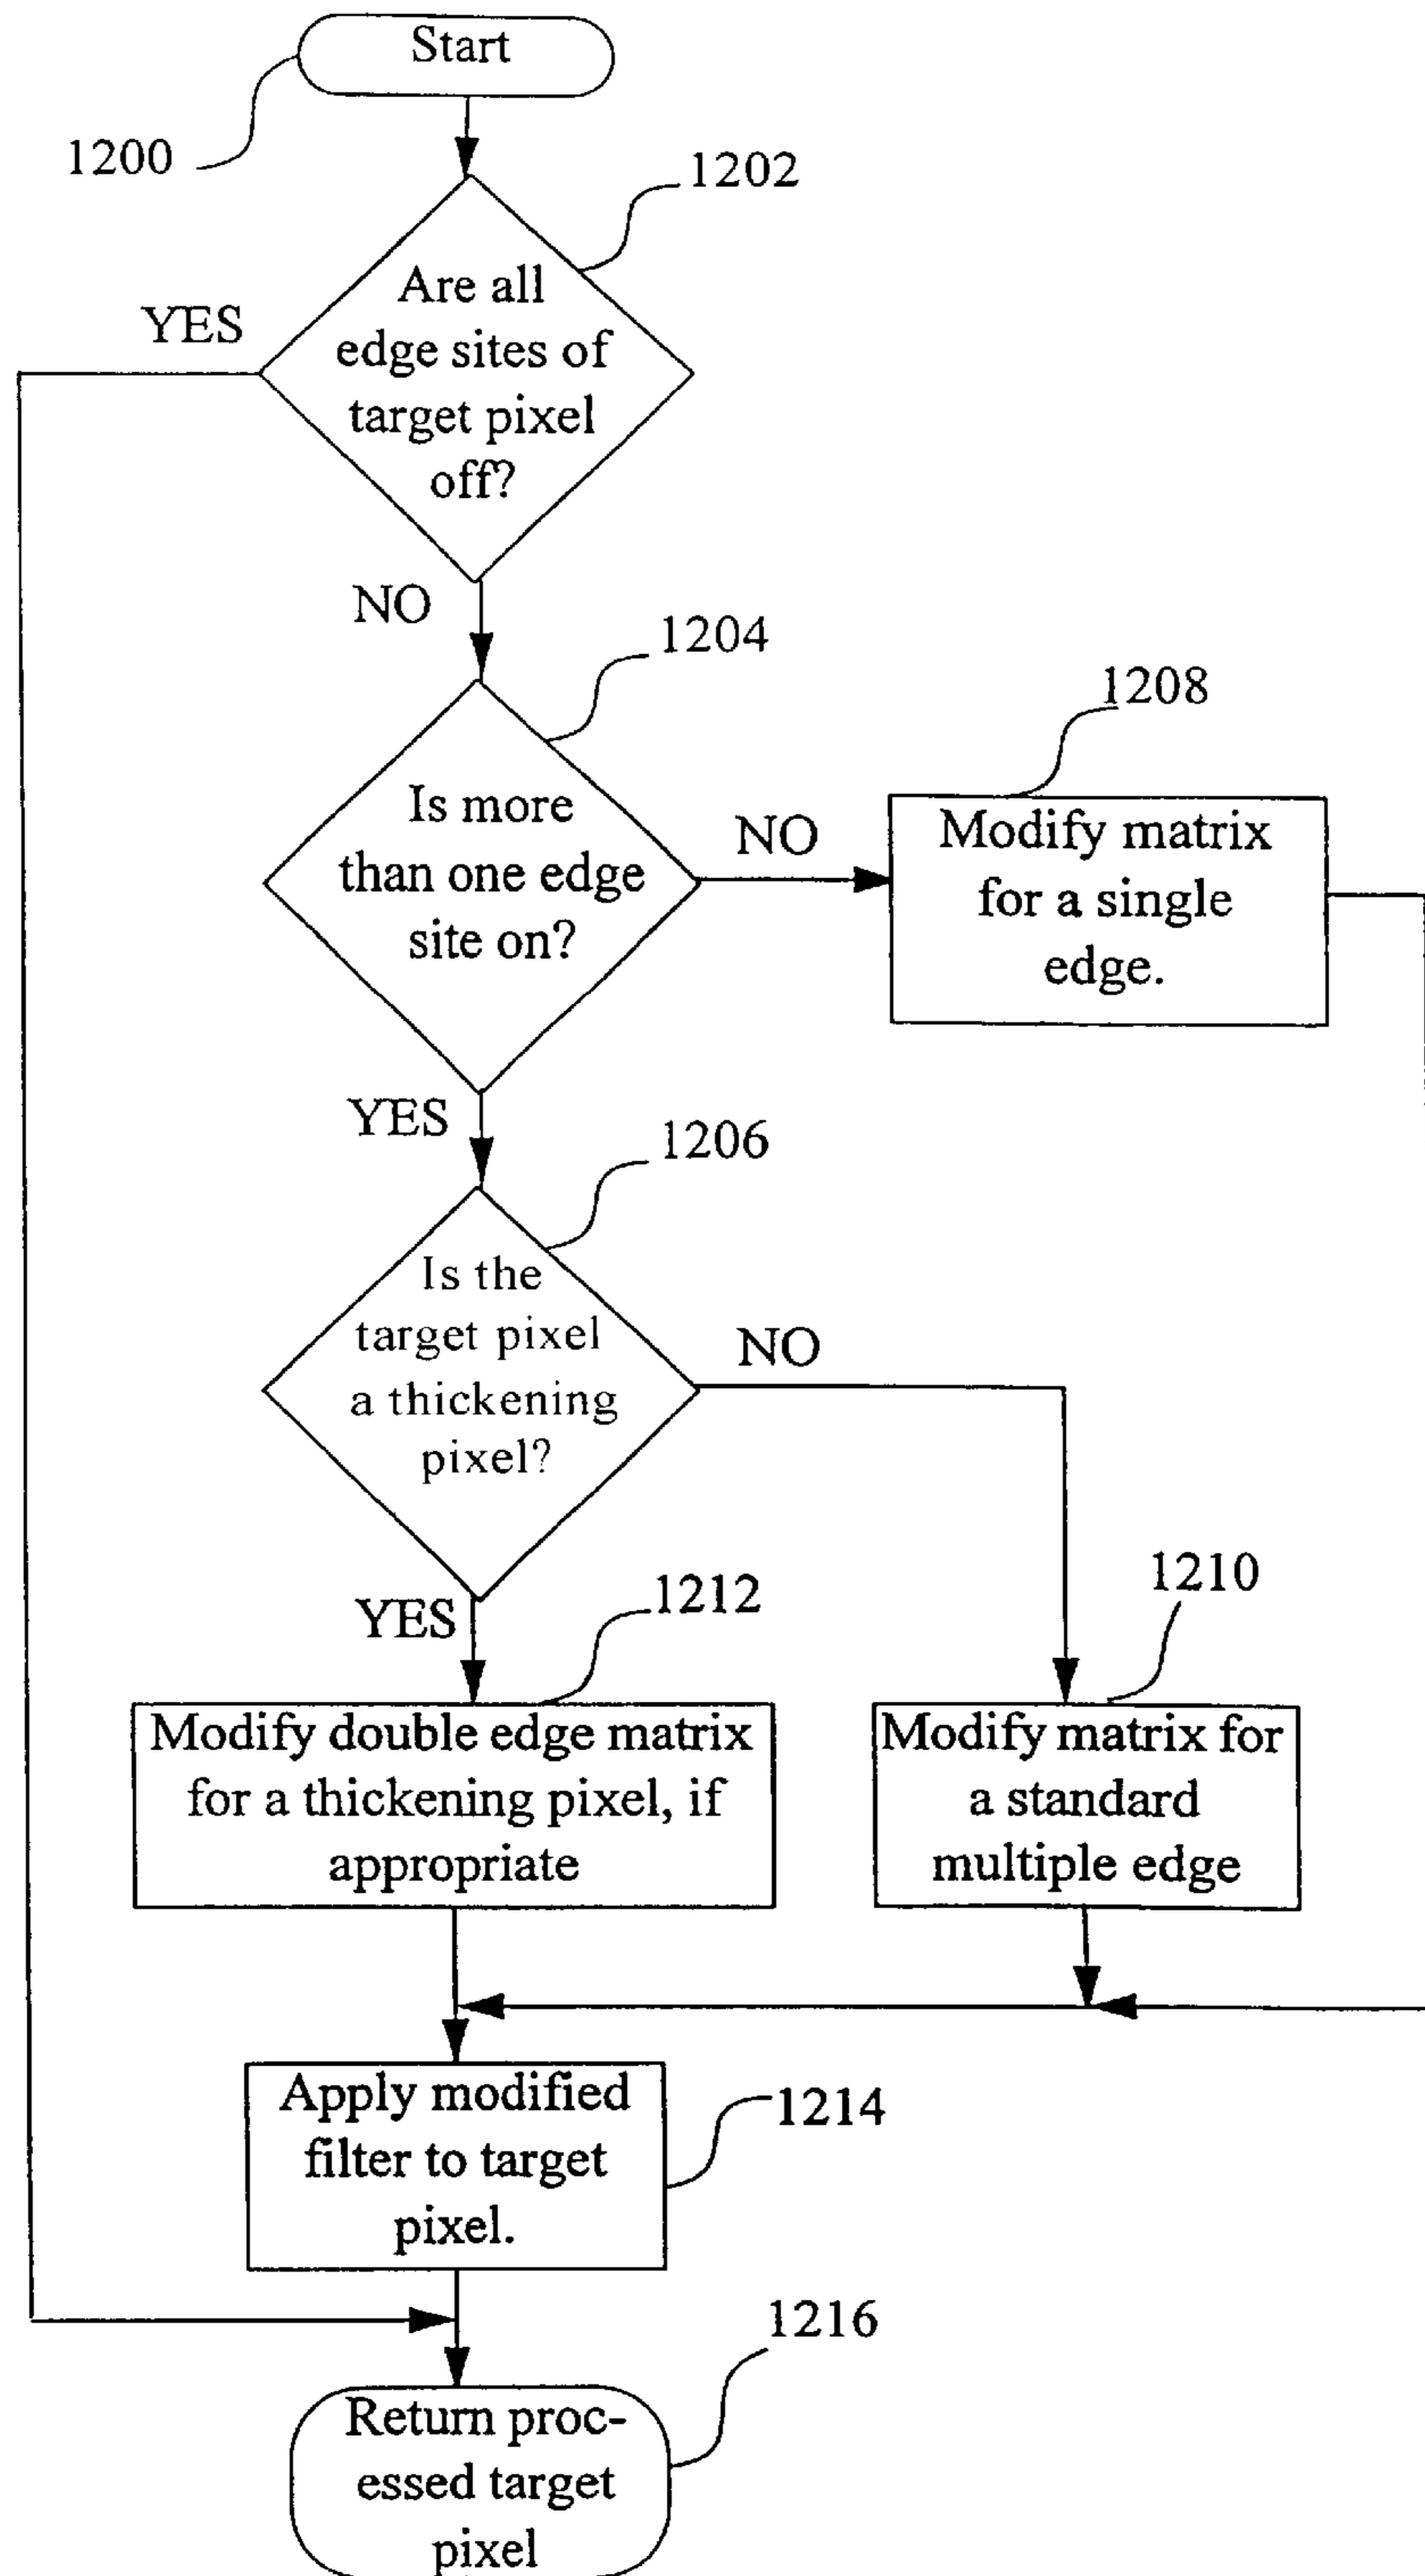 Start
1200
1202
Are all
edge sites of
target pixel
off?
YES
NO
1204
Is more
than one edge
site on?
NO
1208
Modify matrix
for a single
edge.
YES
1206
Is the
target pixel
a thickening
pixel?
NO
YES
1212
Modify double edge matrix
for a thickening pixel, if
appropriate
1210
Modify matrix for
a standard
multiple edge
Apply modified
filter to target
pixel.
1214
1216
Return proc-
essed target
pixel